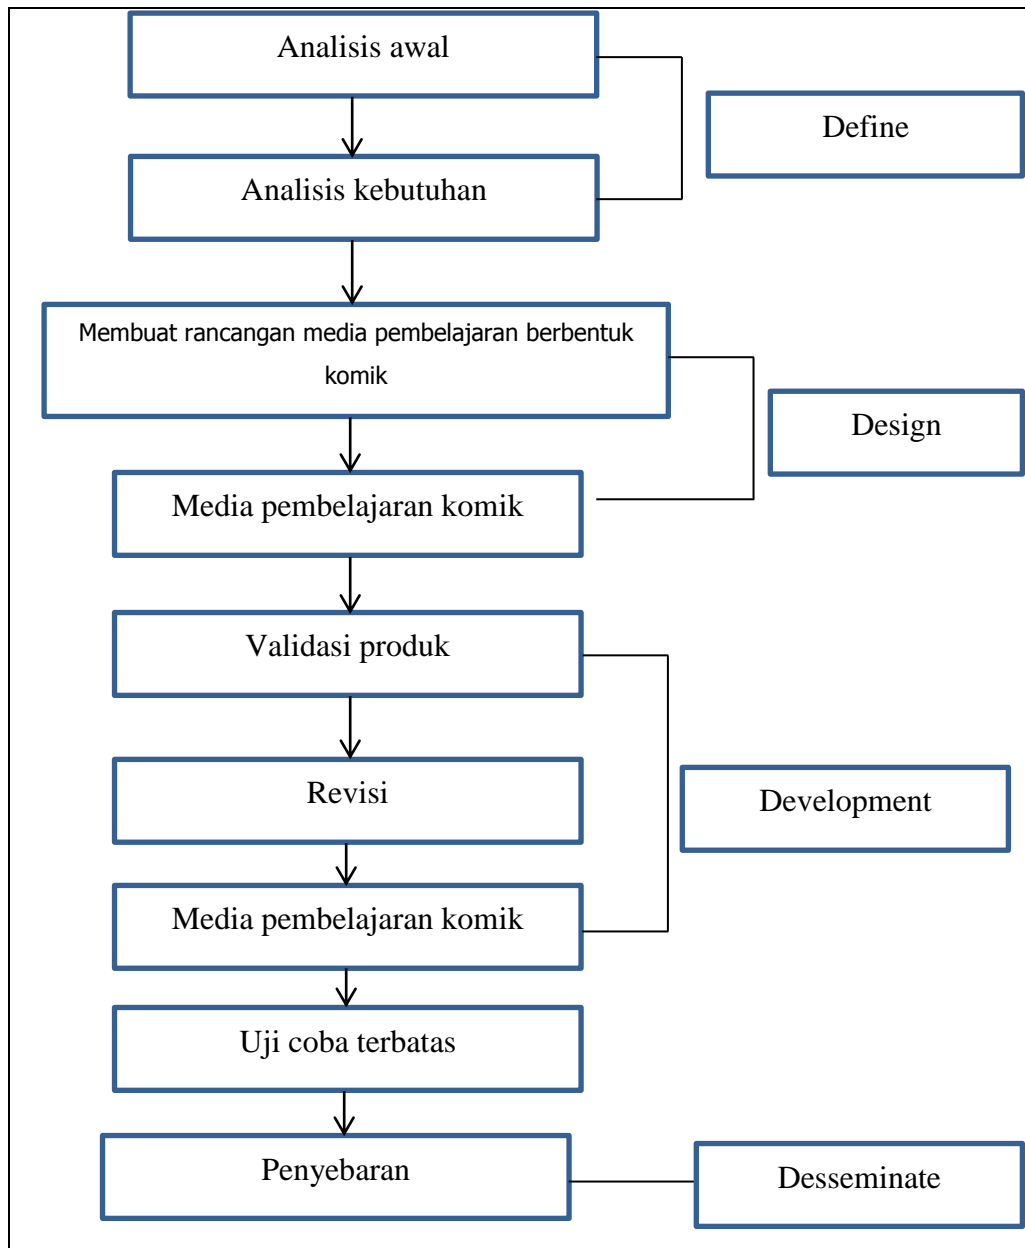 Analisis awal
Define
Analisis kebutuhan
Membuat rancangan media pembelajaran berbentuk
komik
Design
Media pembelajaran komik
Validasi produk
Revisi
Development
Media pembelajaran komik
Uji coba terbatas
Penyebaran
Desseminate